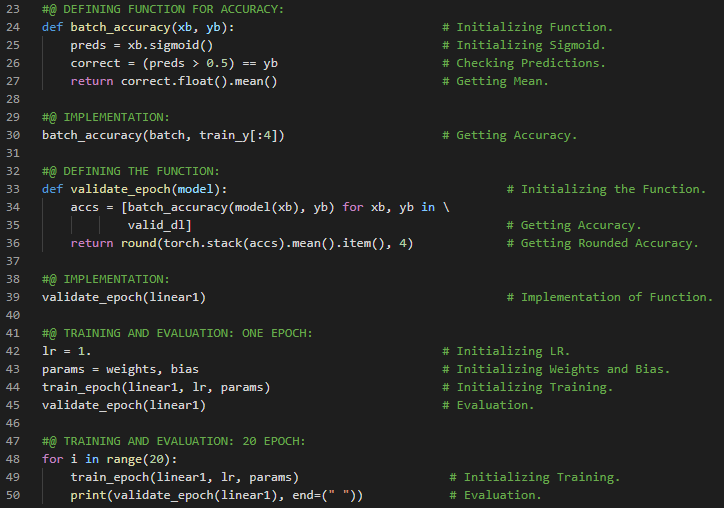 23 #@ DEFINING FUNCTION FOR ACCURACY:
24 def batch_accuracy(xb, yb): # Initializing Function.
25 preds = xb.sigmoid() # Initializing Sigmoid.
26 correct = (preds > 0.5) == yb # Checking Predictions.
27 return correct.float().mean() # Getting Mean.
28
29 #@ IMPLEMENTATION:
30 batch_accuracy(batch, train_y[:4]) # Getting Accuracy.
31
32 #@ DEFINING THE FUNCTION:
33 def validate_epoch(model): # Initializing the Function.
34 accs = [batch_accuracy(model(xb), yb) for xb, yb in \
35 valid_dl] # Getting Accuracy.
36 return round(torch.stack(accs).mean().item(), 4) # Getting Rounded Accuracy.
37
38 #@ IMPLEMENTATION:
39 validate_epoch(linear1) # Implementation of Function.
40
41 #@ TRAINING AND EVALUATION: ONE EPOCH:
42 lr = 1. # Initializing LR.
43 params = weights, bias # Initializing Weights and Bias.
44 train_epoch(linear1, lr, params) # Initializing Training.
45 validate_epoch(linear1) # Evaluation.
46
47 #@ TRAINING AND EVALUATION: 20 EPOCH:
48 for i in range(20):
49 train_epoch(linear1, lr, params) # Initializing Training.
50 print(validate_epoch(linear1), end=(" ")) # Evaluation.